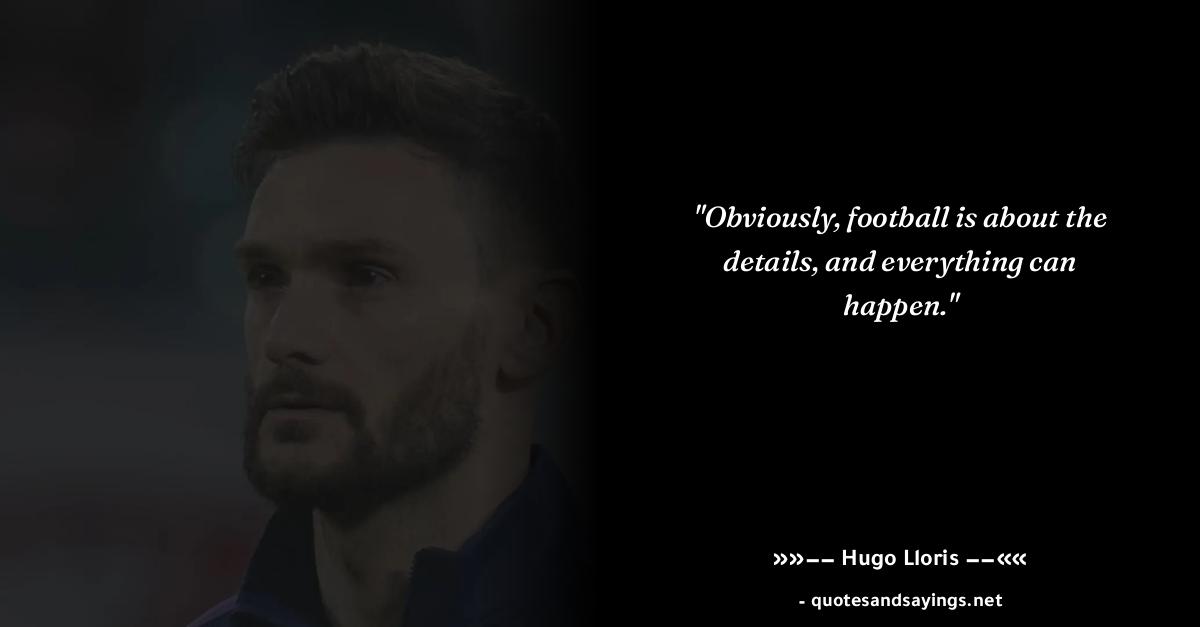 "Obviously, football is about the
details, and everything can
happen."
»»−− Hugo Lloris −−««
- quotesandsayings.net